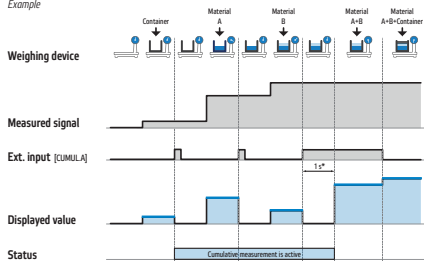 Example
Container
Material
A
Material
B
Material
A+B
Material
A+B+Container
Weighing device
Measured signal
Ext. input [CUMUL.A]
1 s*
Displayed value
Status
Cumulative measurement is active